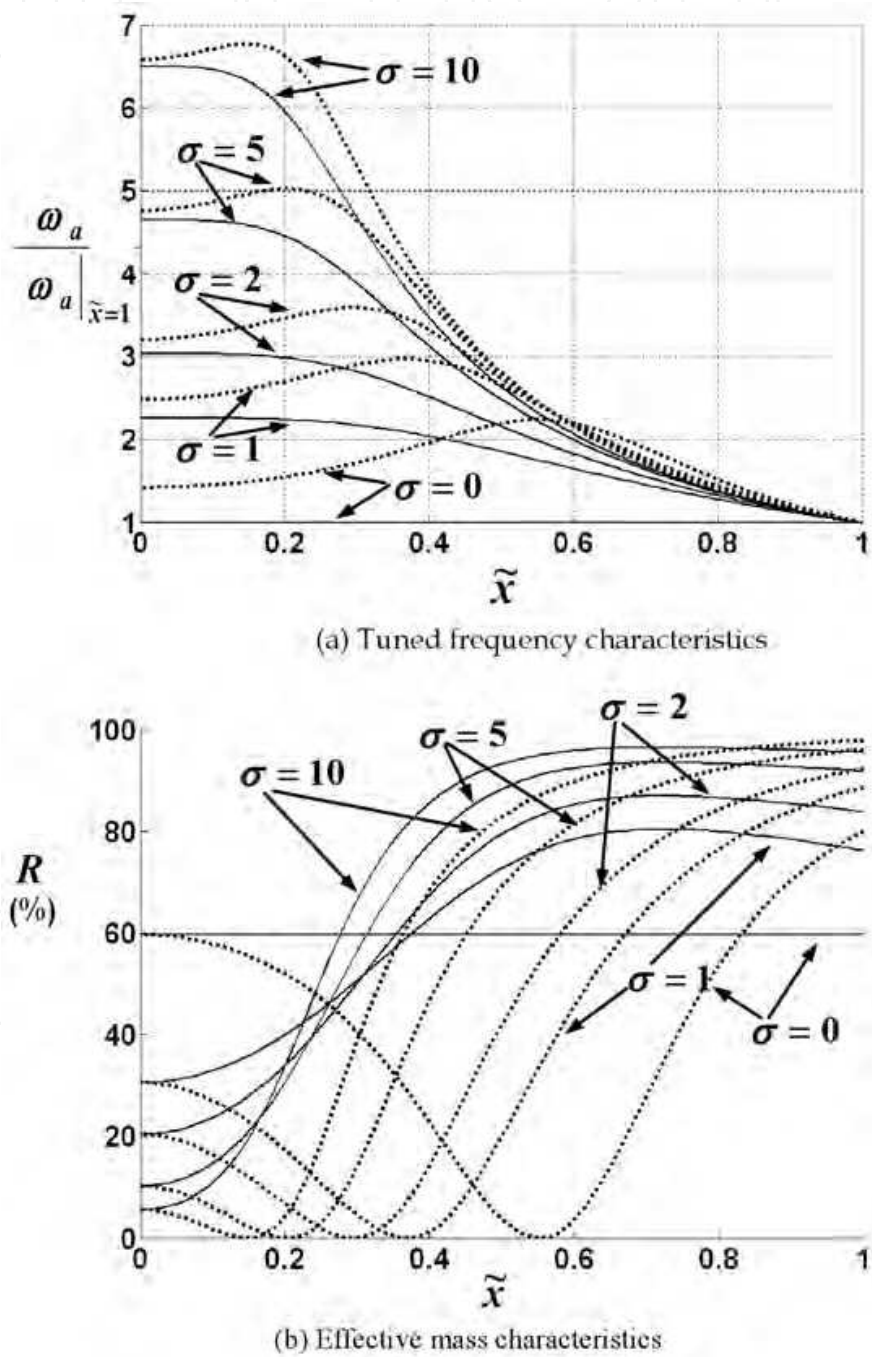 7
6
5
4
3
2
1
ω a
ω a | x̃=1
σ = 10
σ = 5
σ = 2
σ = 1
σ = 0
0 0.2 0.4 0.6 0.8 1
x̃
(a) Tuned frequency characteristics
100
80
60
40
20
0
R
(%)
σ = 2
σ = 5
σ = 10
σ = 1
σ = 0
0 0.2 0.4 0.6 0.8 1
x̃
(b) Effective mass characteristics